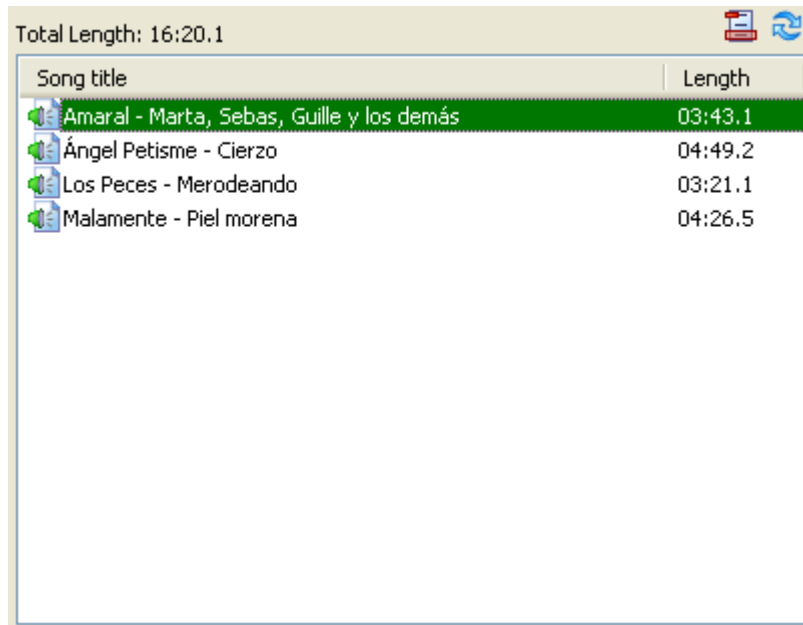 Total Length: 16:20.1
Song title Length
Amaral - Marta, Sebas, Guille y los demás 03:43.1
Ángel Petisme - Cierzo 04:49.2
Los Peces - Merodeando 03:21.1
Malamente - Piel morena 04:26.5